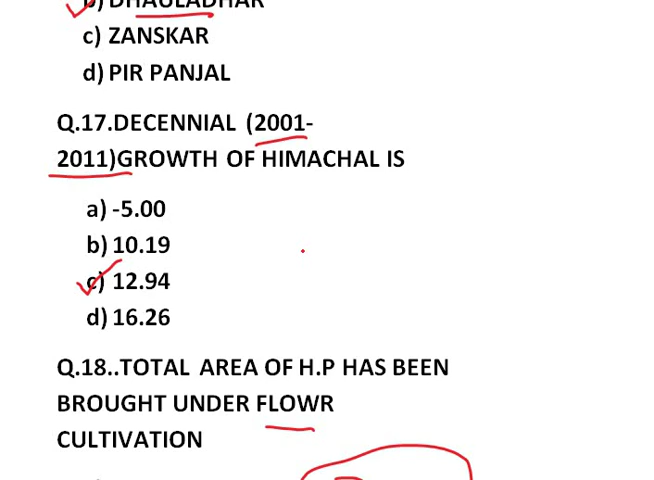 b) DHAULADHAR
c) ZANSKAR
d) PIR PANJAL
Q.17.DECENNIAL (2001-
2011)GROWTH OF HIMACHAL IS
a) -5.00
b) 10.19
c) 12.94
d) 16.26
Q.18..TOTAL AREA OF H.P HAS BEEN
BROUGHT UNDER FLOWR
CULTIVATION